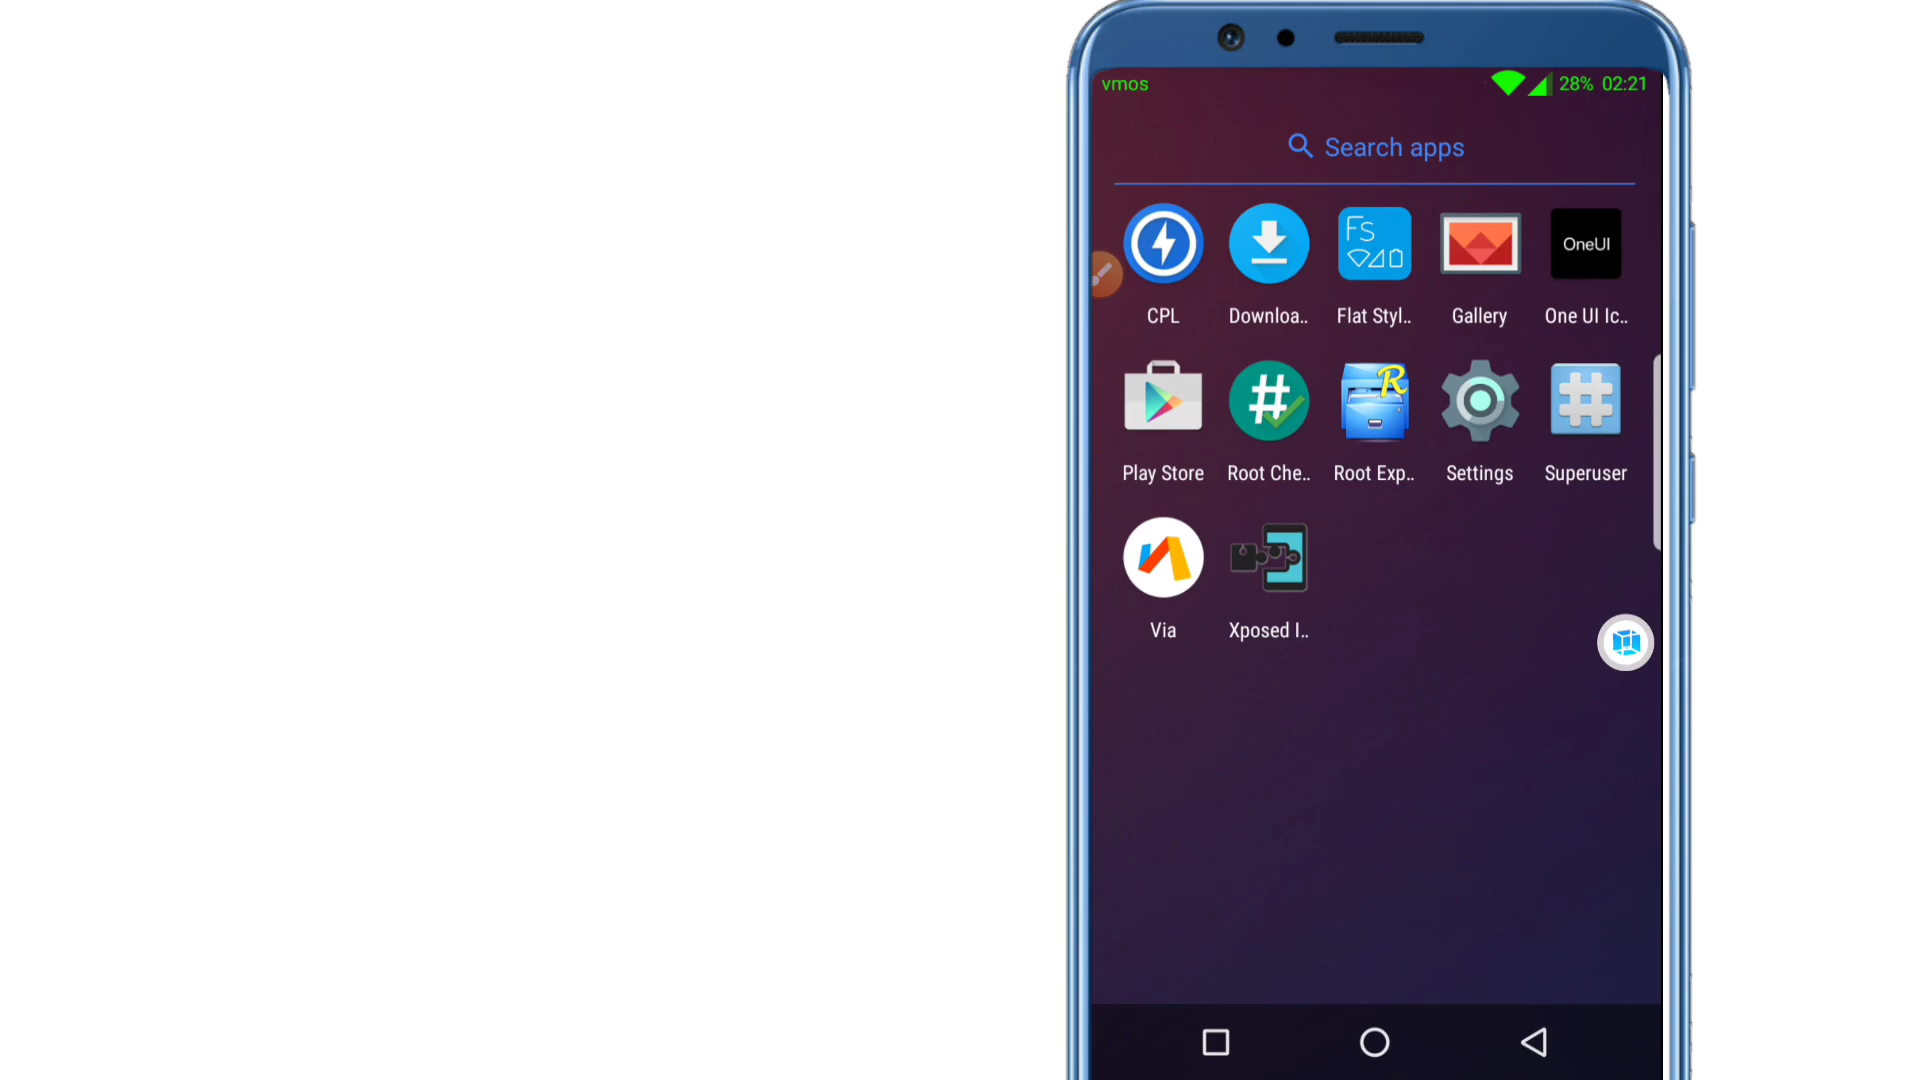 vmos 28% 02:21
Search apps
Fs
OneUI
CPL Downloa.. Flat Styl.. Gallery One UI Ic..
R
#
#
Play Store Root Che.. Root Exp.. Settings Superuser
Via Xposed I..